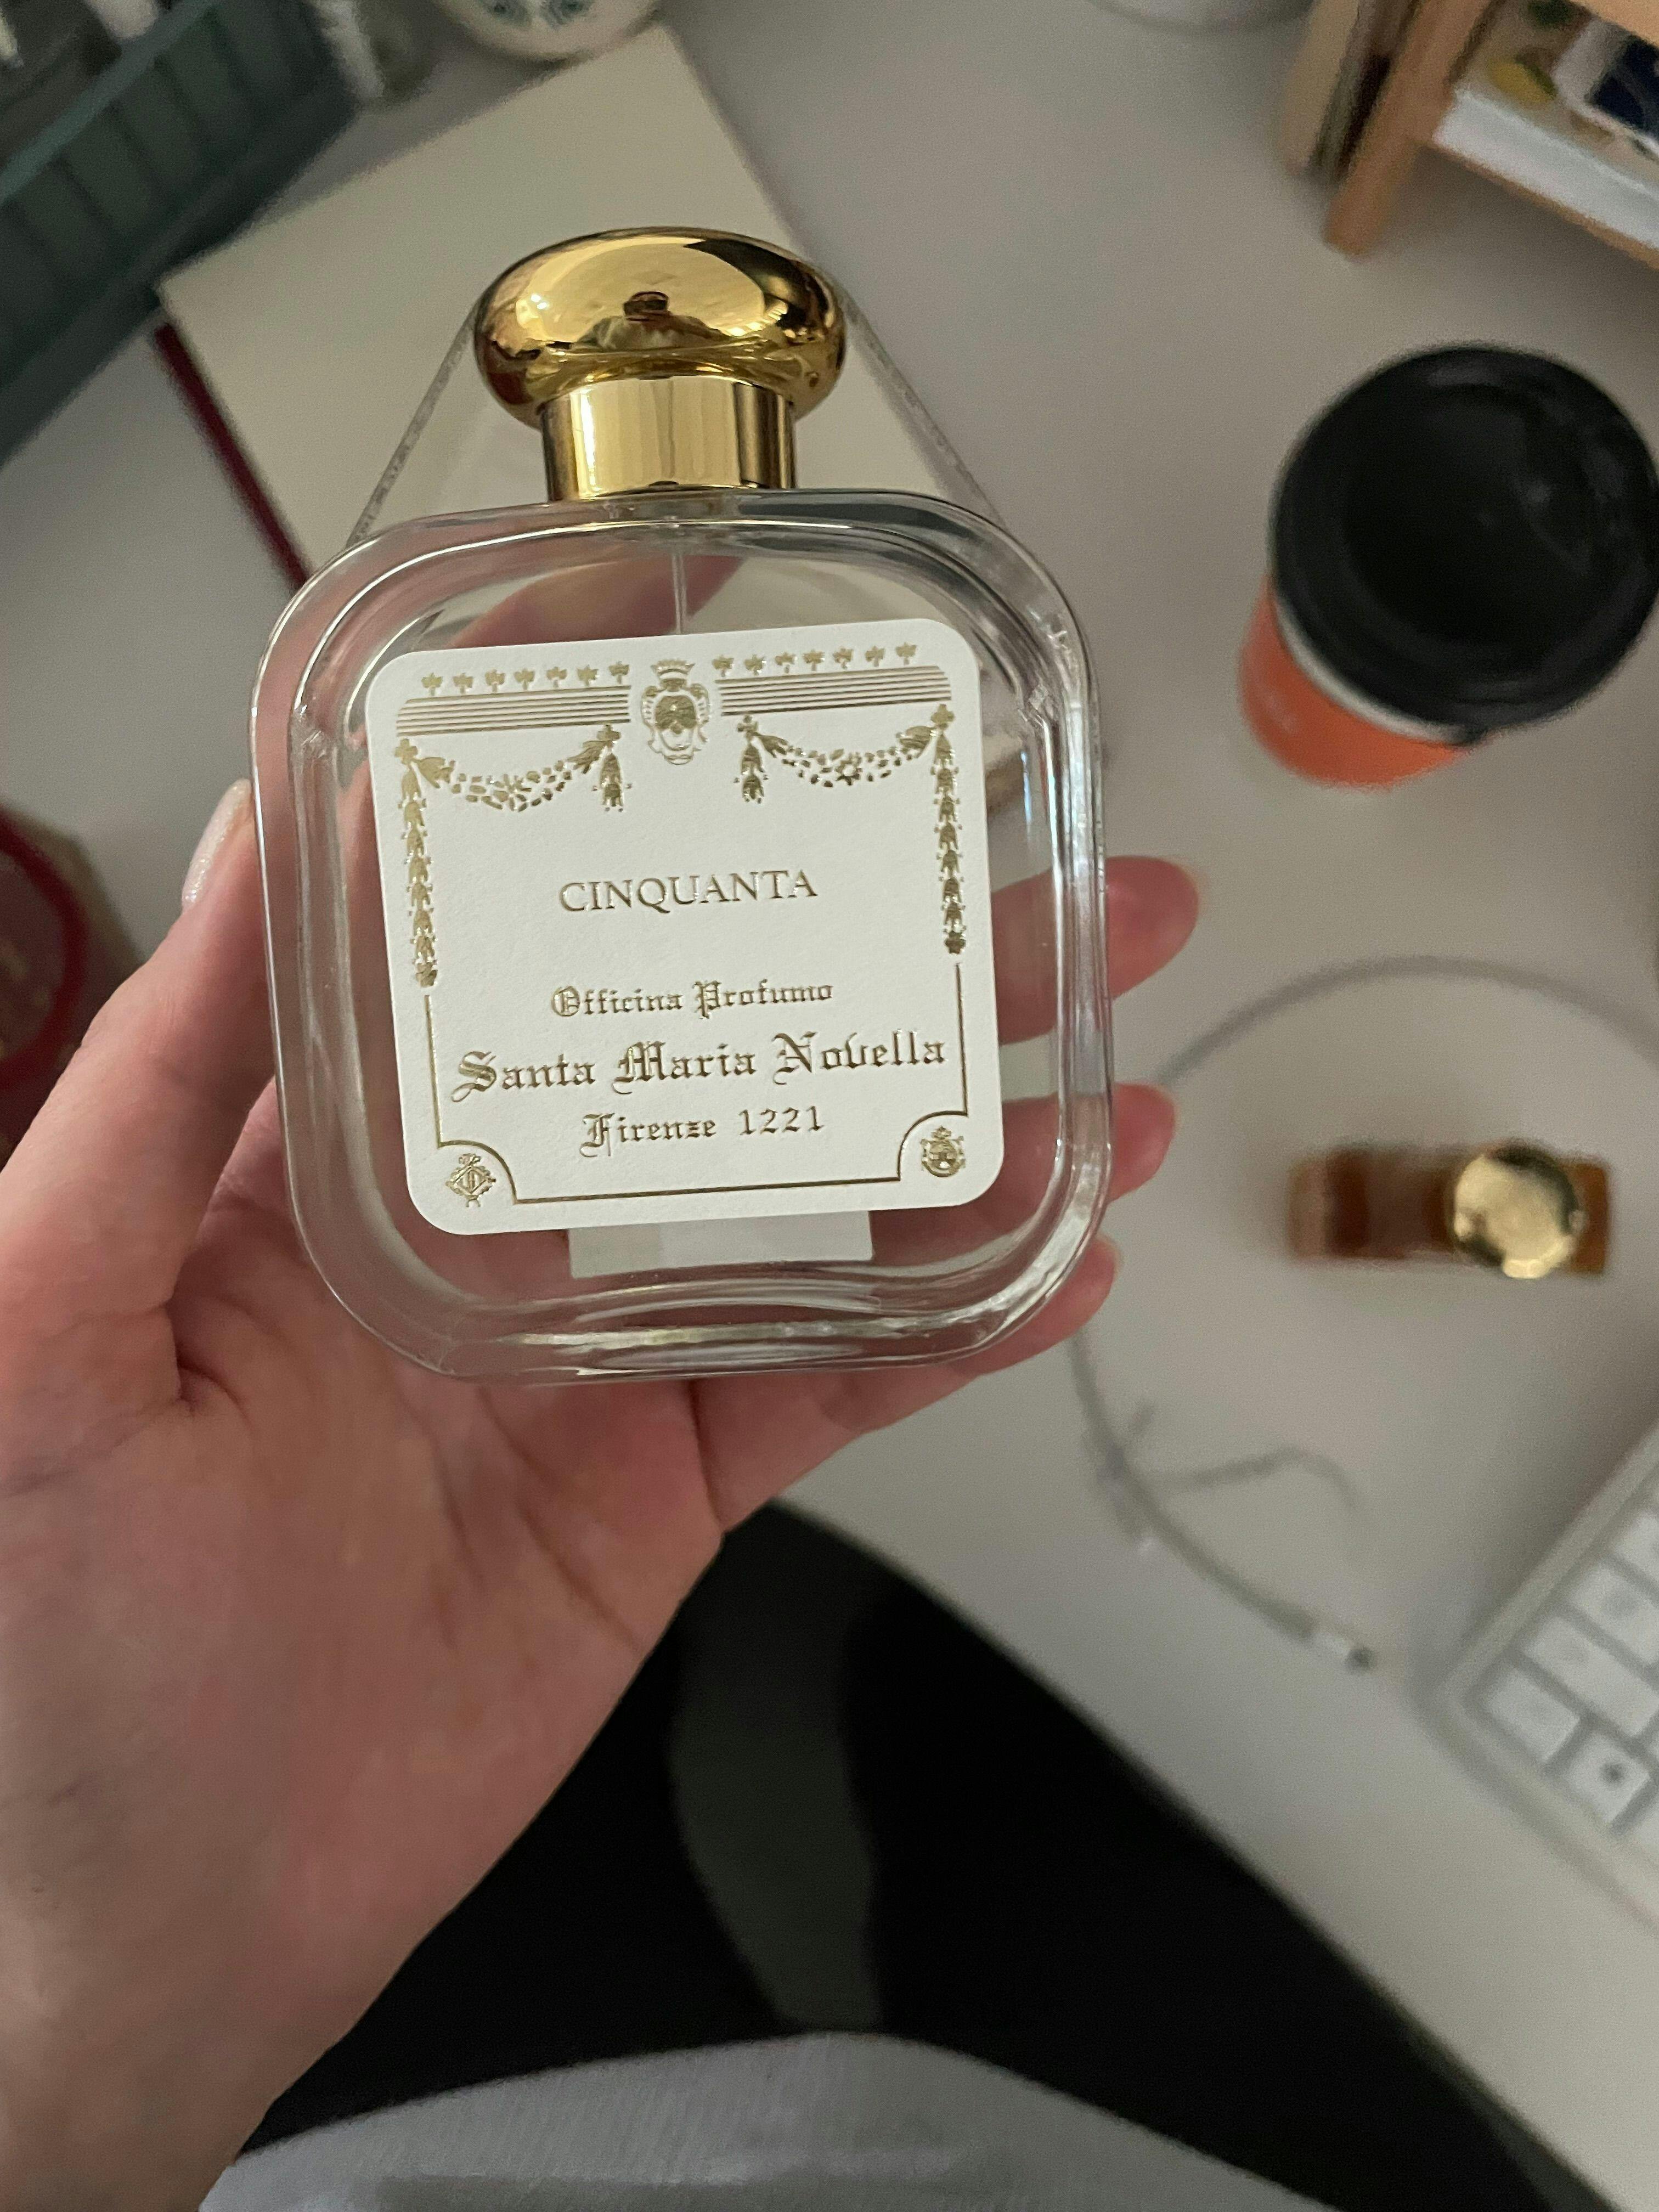 CINQUANTA
Officina Profumo
Santa Maria Novella
Firenze 1221